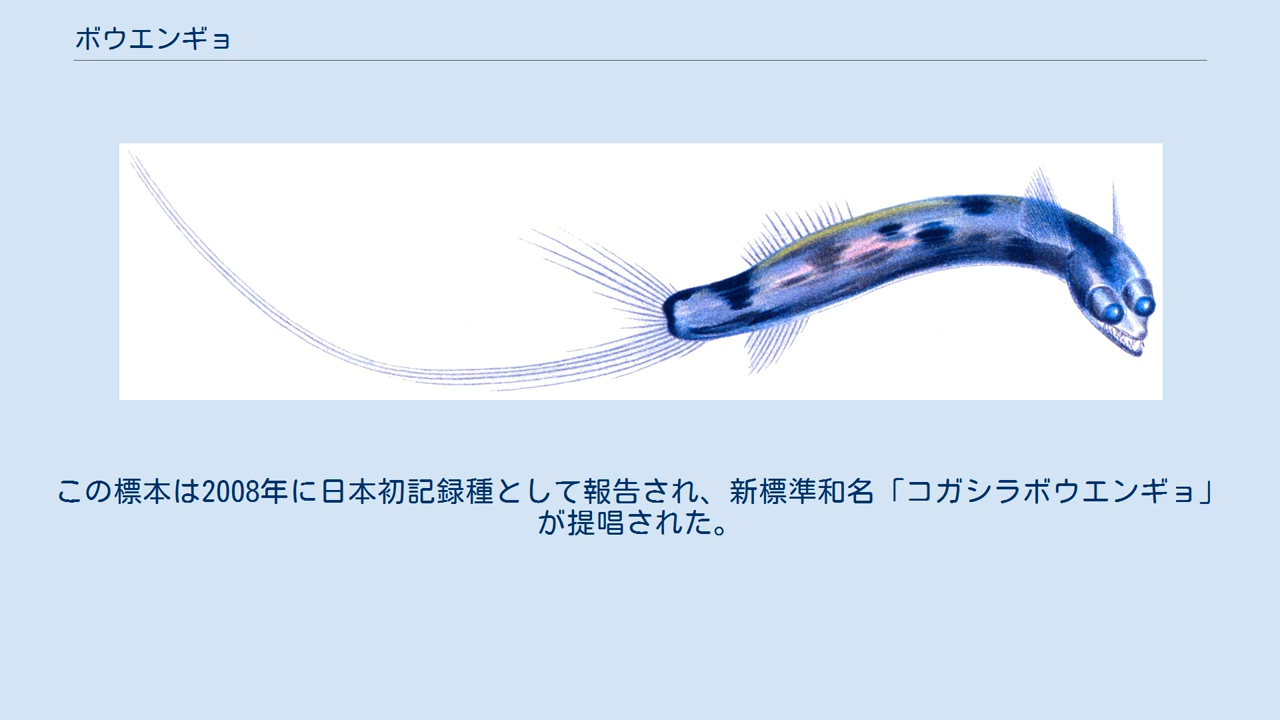 ボウエンギョ
この標本は2008年に日本初記録種として報告され、新標準和名「コガシラボウエンギョ」
が提唱された。